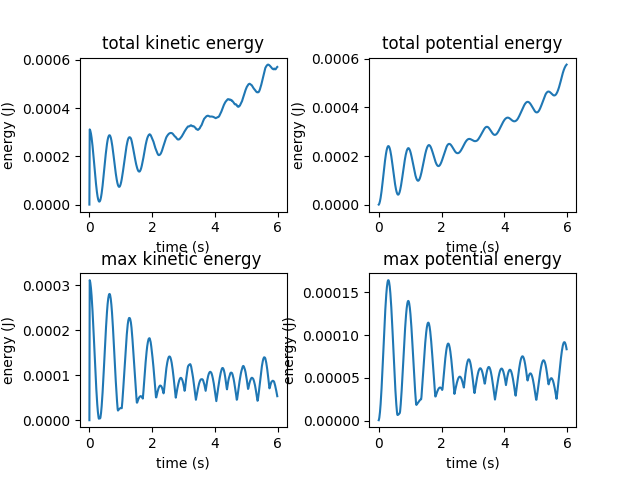 total kinetic energy
total potential energy
energy (J)
0.0006
0.0004
0.0002
0.0000
0 2 4 6
time (s)
energy (J)
0.0006
0.0004
0.0002
0.0000
0 2 4 6
time (s)
max kinetic energy
max potential energy
energy (J)
0.0003
0.0002
0.0001
0.0000
0 2 4 6
time (s)
energy (J)
0.00015
0.00010
0.00005
0.00000
0 2 4 6
time (s)